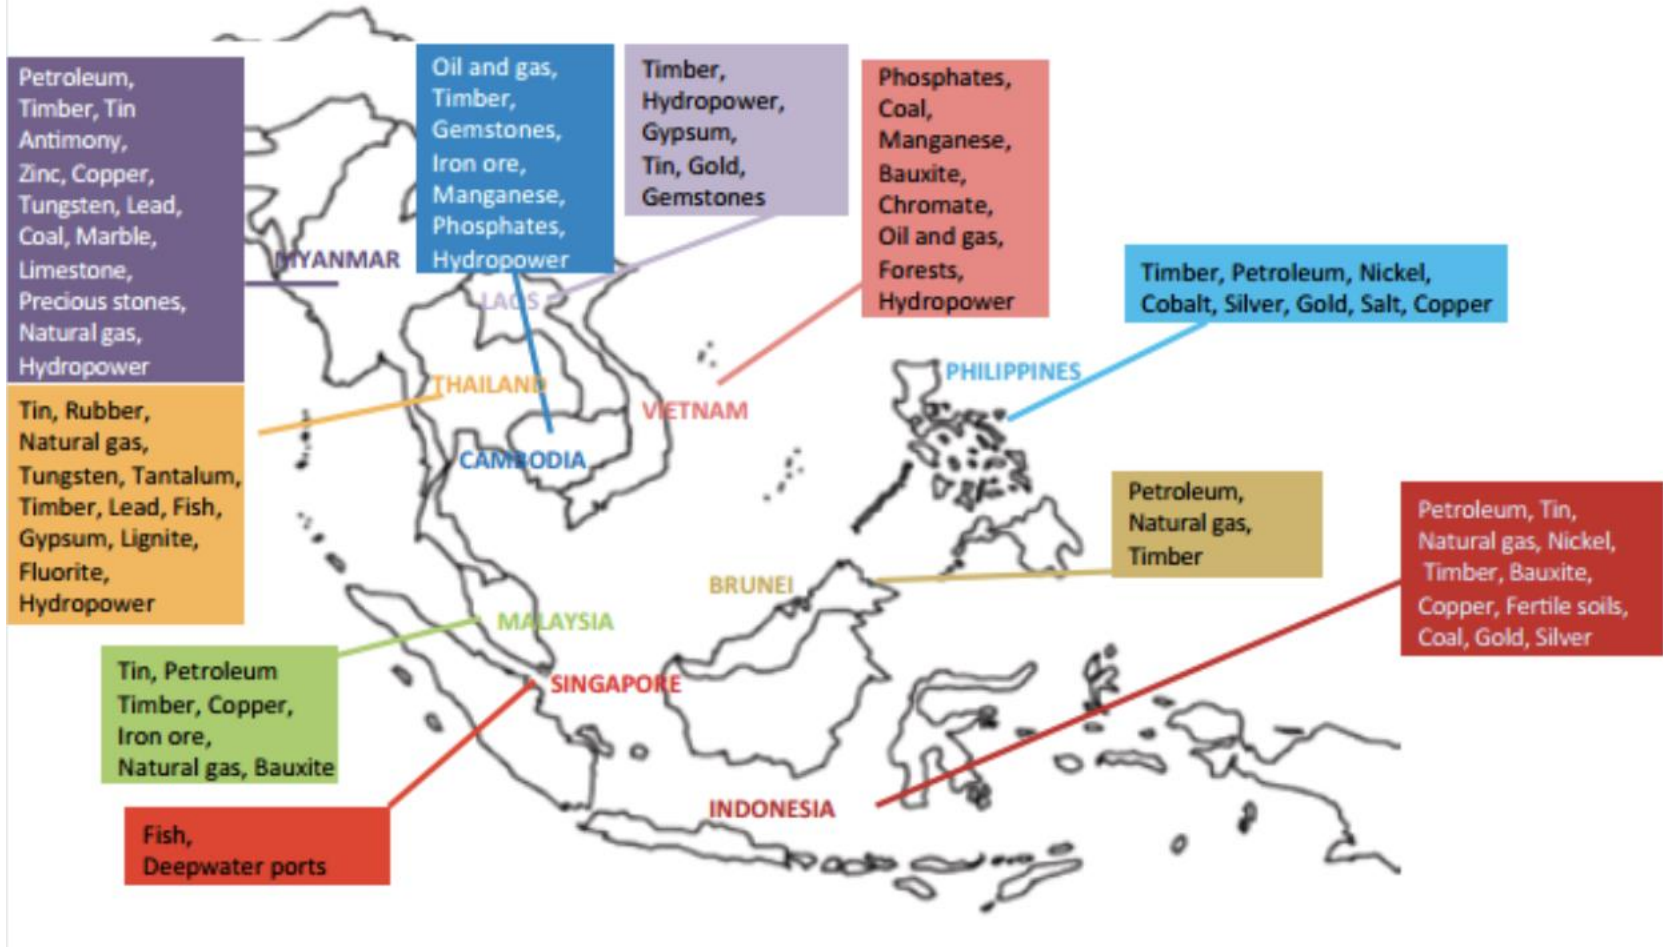 Petroleum,
Timber, Tin
Antimony,
Zinc, Copper,
Tungsten, Lead,
Coal, Marble,
Limestone,
Precious stones,
Natural gas,
Hydropower
Oil and gas,
Timber,
Gemstones,
Iron ore,
Manganese,
Phosphates,
Hydropower
Timber,
Hydropower,
Gypsum,
Tin, Gold,
Gemstones
Phosphates,
Coal,
Manganese,
Bauxite,
Chromate,
Oil and gas,
Forests,
Hydropower
Timber, Petroleum, Nickel,
Cobalt, Silver, Gold, Salt, Copper
MYANMAR
LAOS
THAILAND
VIETNAM
CAMBODIA
PHILIPPINES
Tin, Rubber,
Natural gas,
Tungsten, Tantalum,
Timber, Lead, Fish,
Gypsum, Lignite,
Fluorite,
Hydropower
Petroleum,
Natural gas,
Timber
Petroleum, Tin,
Natural gas, Nickel,
Timber, Bauxite,
Copper, Fertile soils,
Coal, Gold, Silver
BRUNEI
MALAYSIA
SINGAPORE
INDONESIA
Tin, Petroleum
Timber, Copper,
Iron ore,
Natural gas, Bauxite
Fish,
Deepwater ports